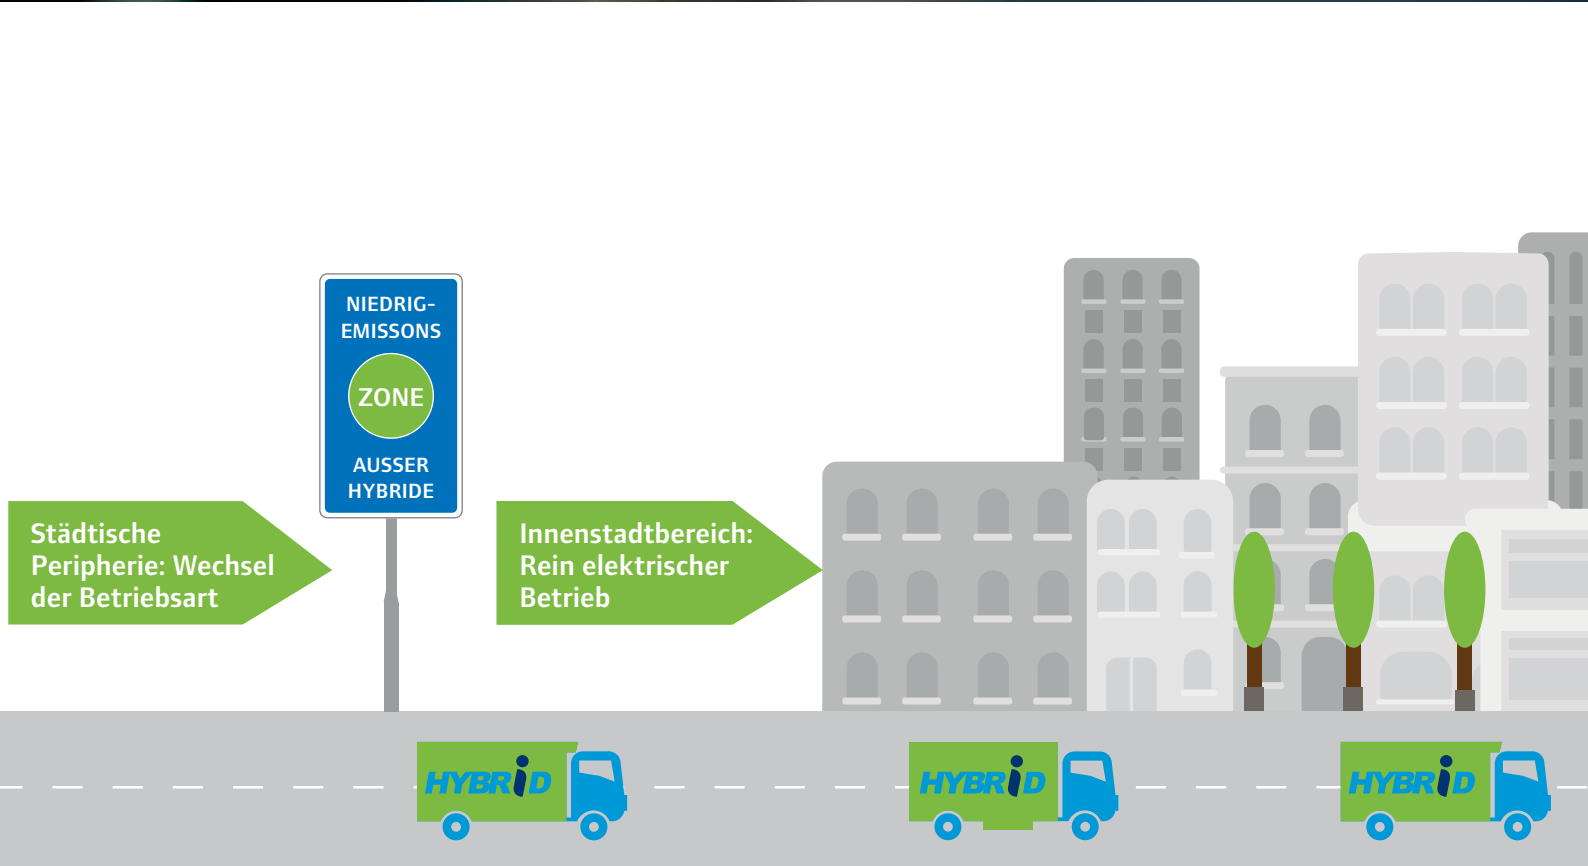 NIEDRIG-
EMISSONS
ZONE
AUSSER
HYBRIDE
Städtische
Peripherie: Wechsel
der Betriebsart
Innenstadtbereich:
Rein elektrischer
Betrieb
HYBRiD
HYBRiD
HYBRiD